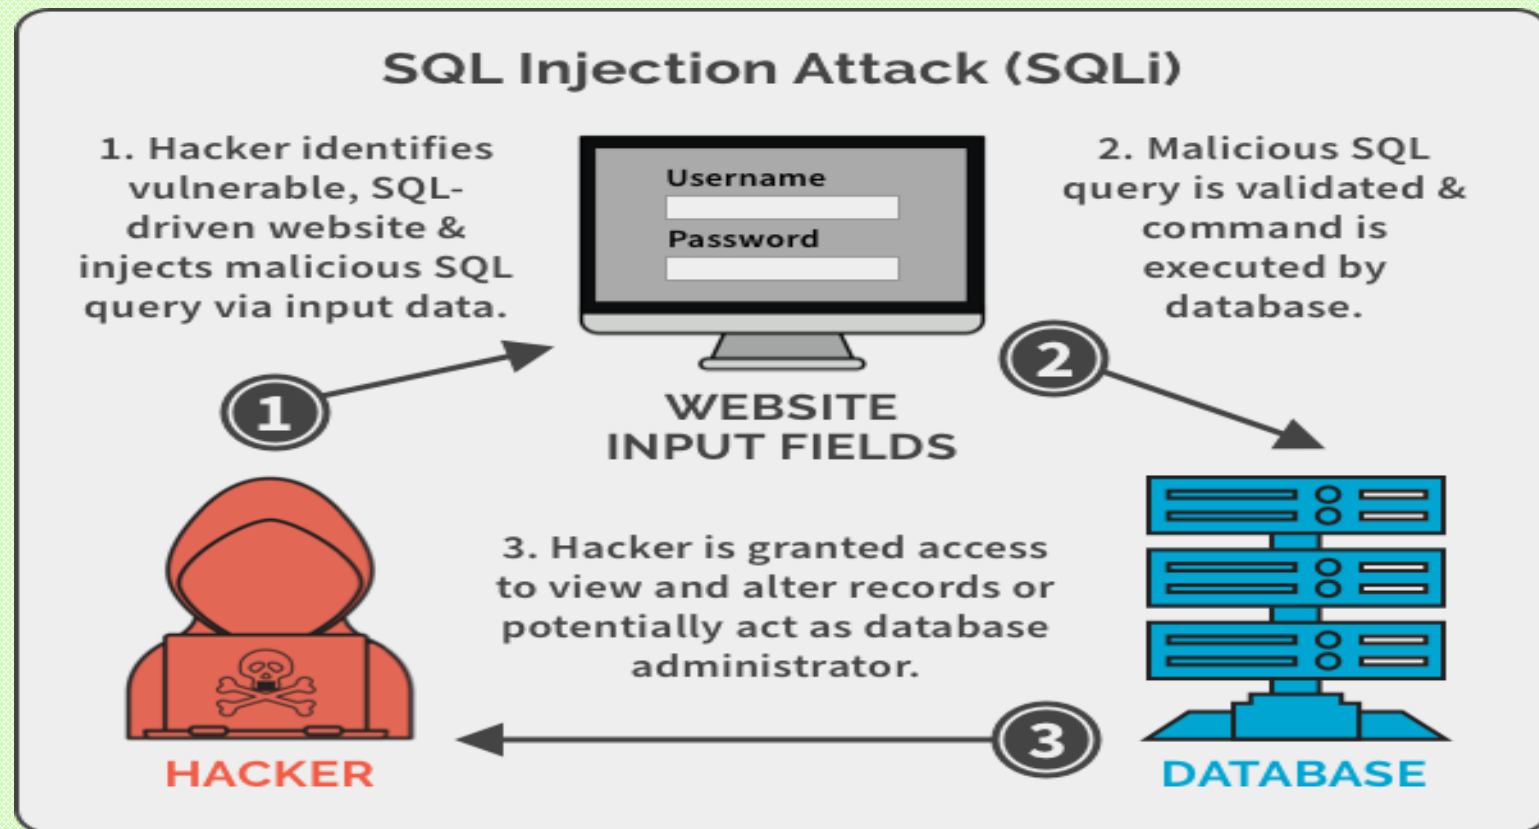 SQL Injection Attack (SQLi)
1. Hacker identifies
vulnerable, SQL-
driven website &
injects malicious SQL
query via input data.
Username
Password
2. Malicious SQL
query is validated &
command is
executed by
database.
1
2
WEBSITE
INPUT FIELDS
3. Hacker is granted access
to view and alter records or
potentially act as database
administrator.
3
HACKER
DATABASE